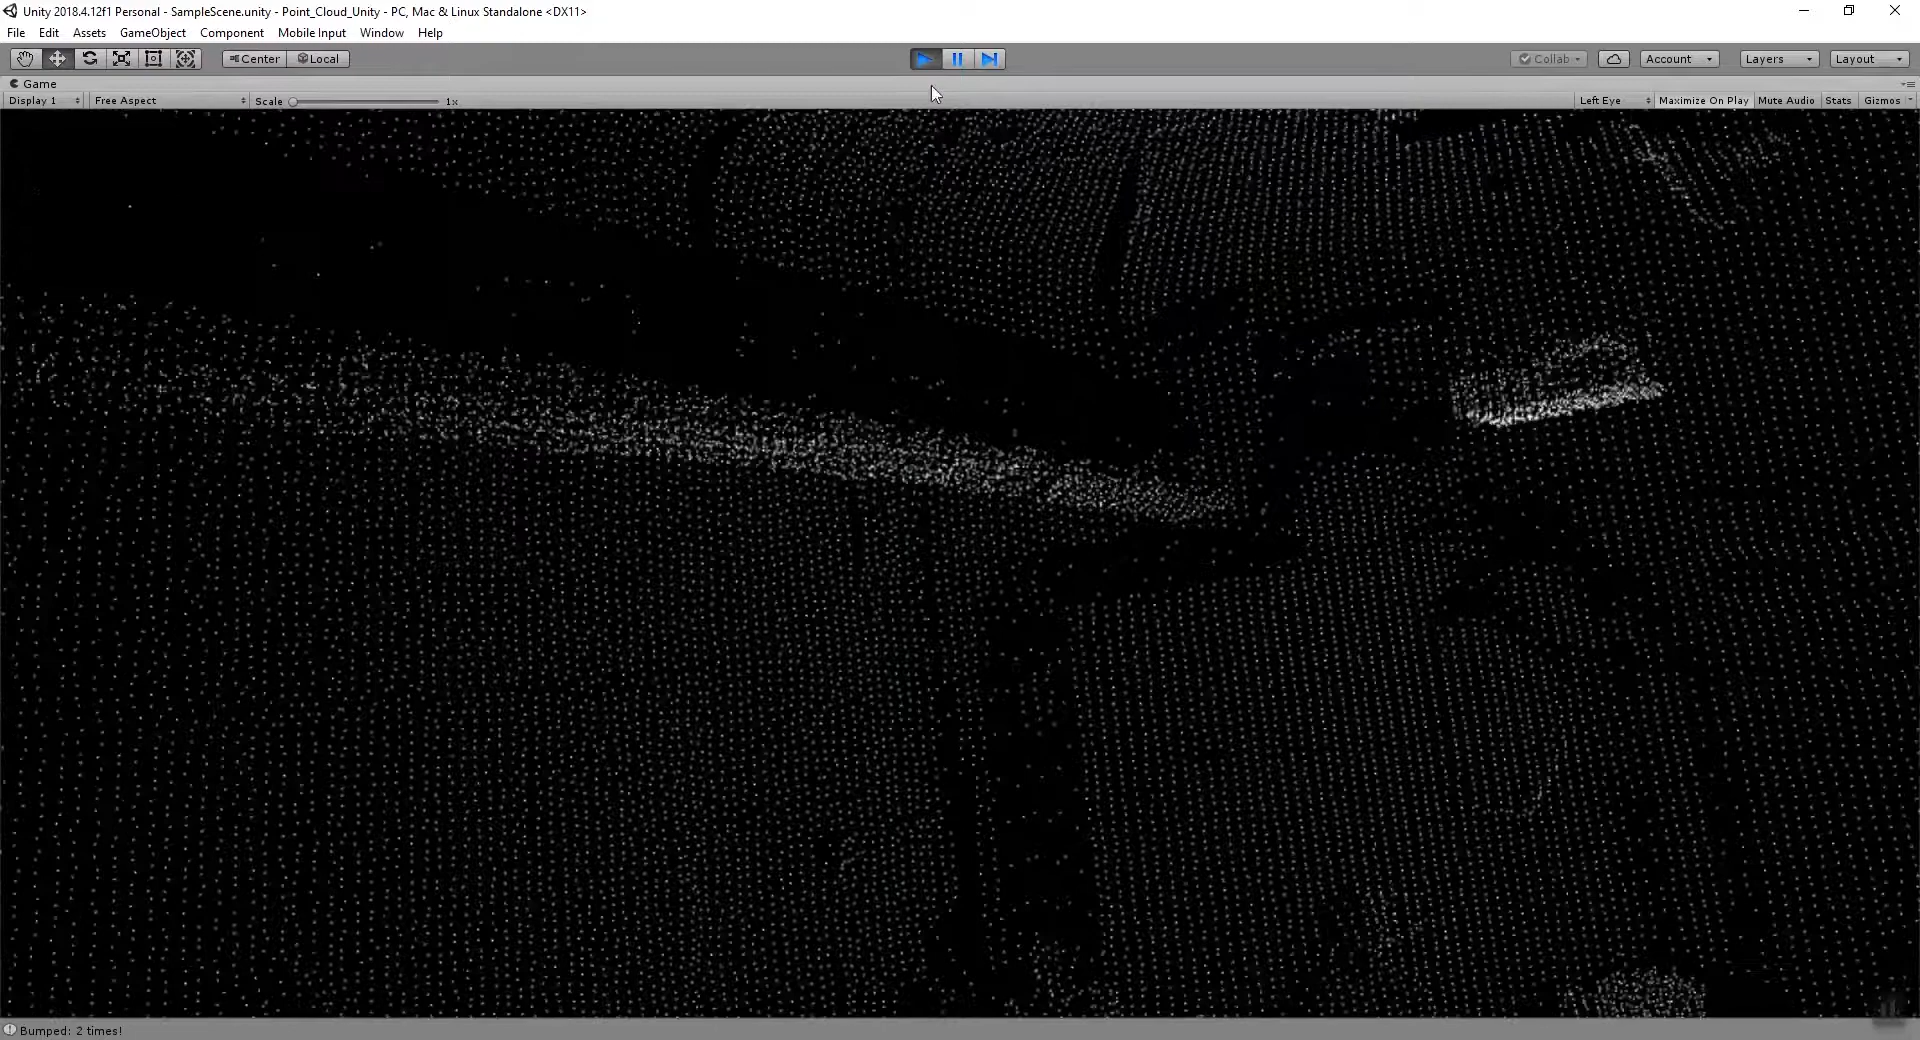 Unity 2018.4.12f1 Personal - SampleScene.unity - Point_Cloud_Unity - PC, Mac & Linux Standalone <DX11>
File Edit Assets GameObject Component Mobile Input Window Help
Center Local Collab Account Layers Layout
Game
Display 1 Free Aspect Scale 1x Left Eye Maximize On Play Mute Audio Stats Gizmos
Bumped: 2 times!